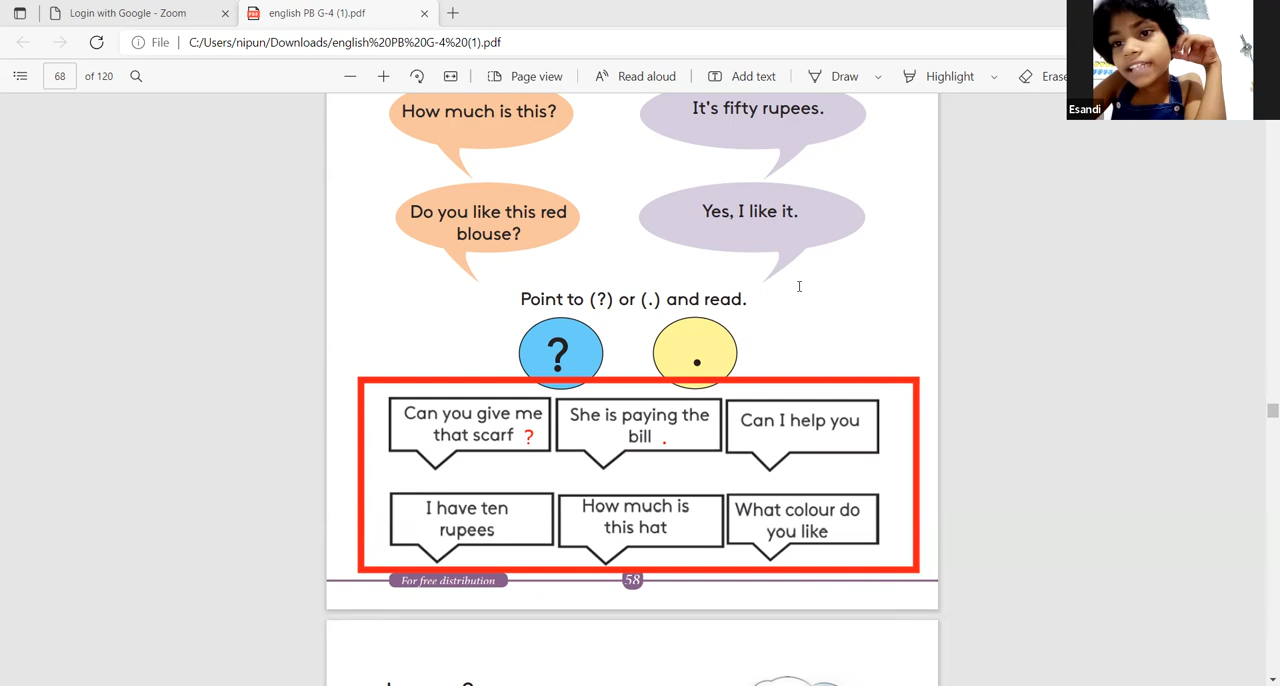 Login with Google - Zoom
english PB G-4 (1).pdf
File
C:/Users/nipun/Downloads/english%20PB%20G-4%20(1).pdf
68 of 120
Page view
Read aloud
Add text
Draw
Highlight
Erase
Esandi
How much is this?
It's fifty rupees.
Do you like this red
blouse?
Yes, I like it.
Point to (?) or (.) and read.
?
.
Can you give me
that scarf ?
She is paying the
bill .
Can I help you
I have ten
rupees
How much is
this hat
What colour do
you like
For free distribution
58